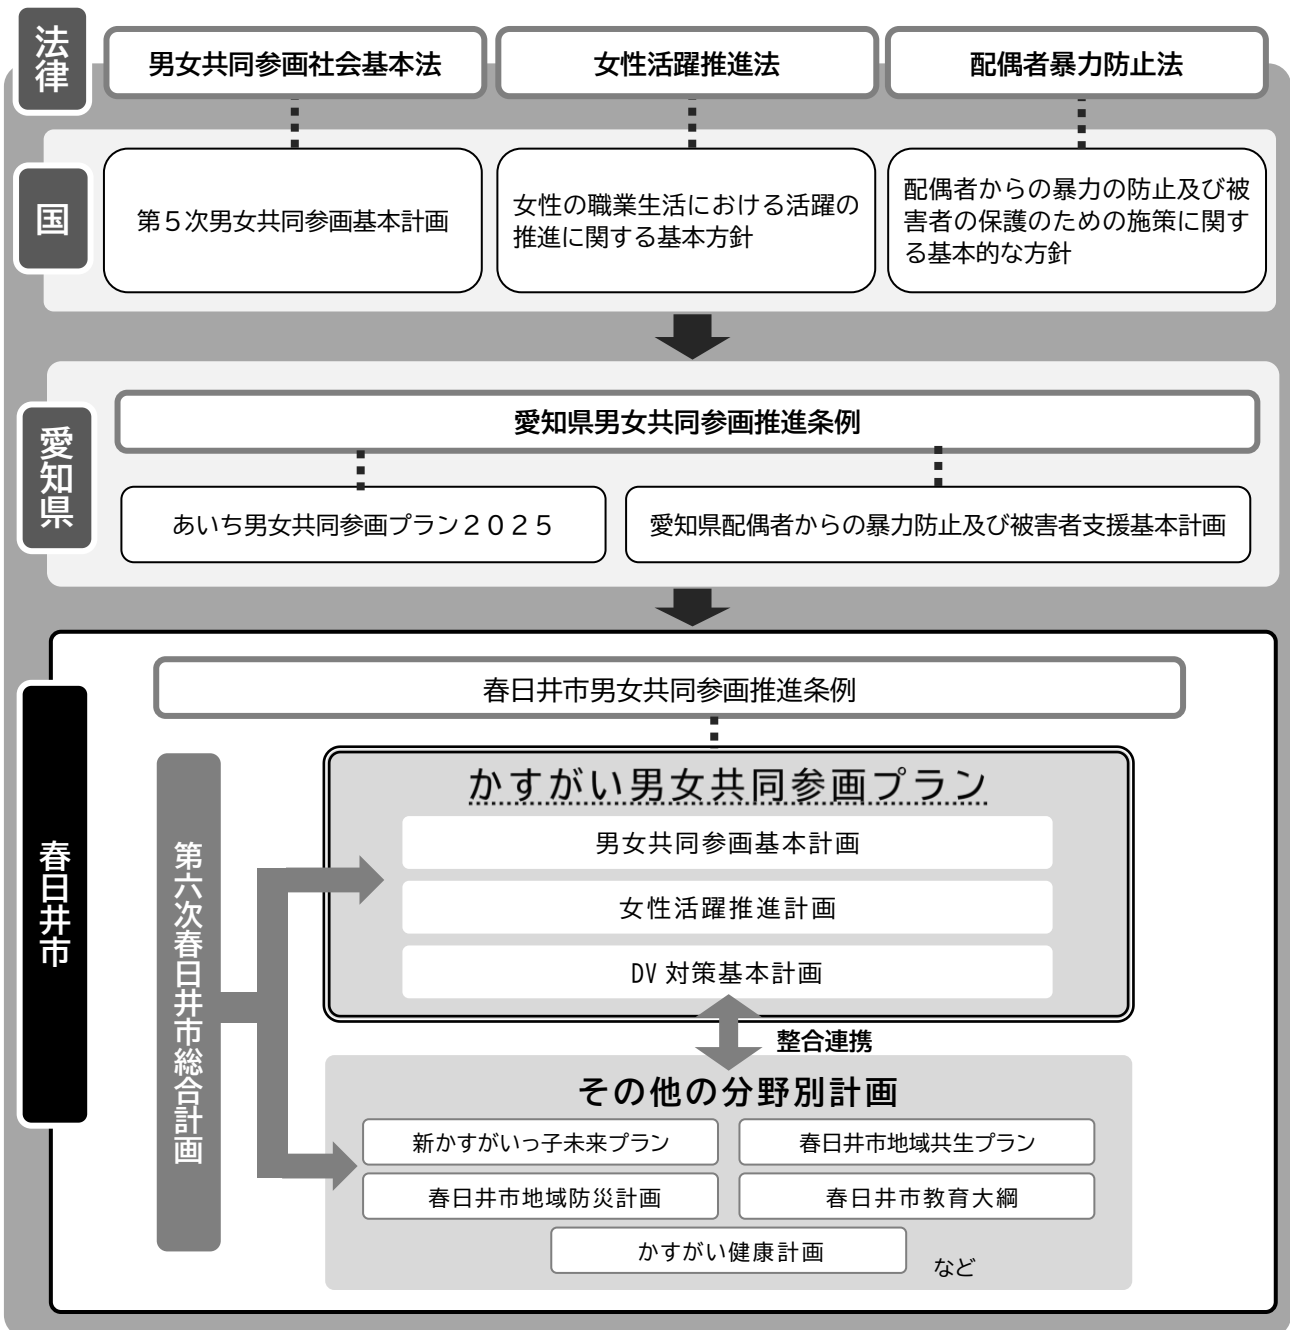 法律
男女共同参画社会基本法
女性活躍推進法
配偶者暴力防止法
国
第５次男女共同参画基本計画
女性の職業生活における活躍の
推進に関する基本方針
配偶者からの暴力の防止及び被
害者の保護のための施策に関す
る基本的な方針
愛知県
愛知県男女共同参画推進条例
あいち男女共同参画プラン２０２５
愛知県配偶者からの暴力防止及び被害者支援基本計画
春日井市
春日井市男女共同参画推進条例
第六次春日井市総合計画
かすがい男女共同参画プラン
男女共同参画基本計画
女性活躍推進計画
DV 対策基本計画
整合連携
その他の分野別計画
新かすがいっ子未来プラン
春日井市地域共生プラン
春日井市地域防災計画
春日井市教育大綱
かすがい健康計画
など